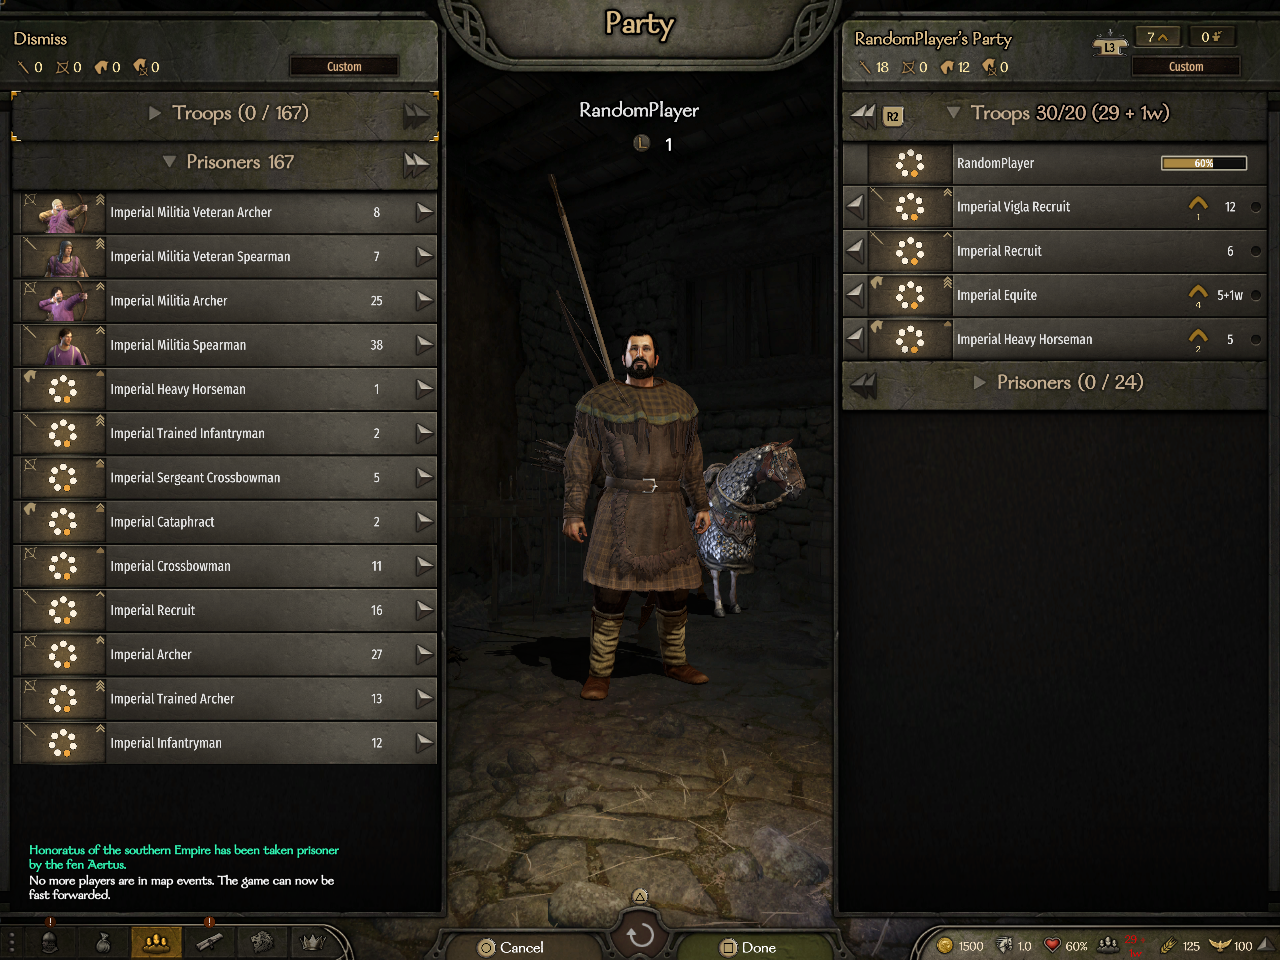 Party
Dismiss
0 0 0 0
Custom
Troops (0 / 167)
Prisoners 167
Imperial Militia Veteran Archer 8
Imperial Militia Veteran Spearman 7
Imperial Militia Archer 25
Imperial Militia Spearman 38
Imperial Heavy Horseman 1
Imperial Trained Infantryman 2
Imperial Sergeant Crossbowman 5
Imperial Cataphract 2
Imperial Crossbowman 11
Imperial Recruit 16
Imperial Archer 27
Imperial Trained Archer 13
Imperial Infantryman 12
Honoratus of the southern Empire has been taken prisoner
by the fen Aertus.
No more players are in map events. The game can now be
fast forwarded.
RandomPlayer
L 1
RandomPlayer's Party
L3 7 0
18 0 12 0
Custom
R2 Troops 30/20 (29 + 1w)
RandomPlayer 60%
Imperial Vigla Recruit 1 12
Imperial Recruit 6
Imperial Equite 4 5+1w
Imperial Heavy Horseman 2 5
Prisoners (0 / 24)
Cancel
Done
1500 1.0 60% 125 100